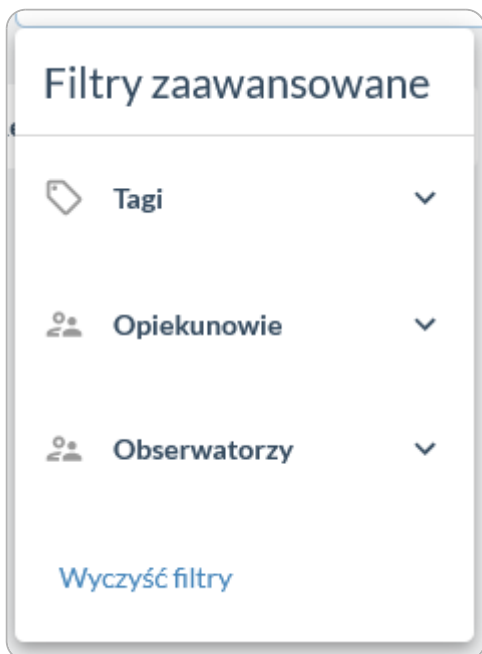 Filtry zaawansowane
Tagi
Opiekunowie
Obserwatorzy
Wyczyść filtry